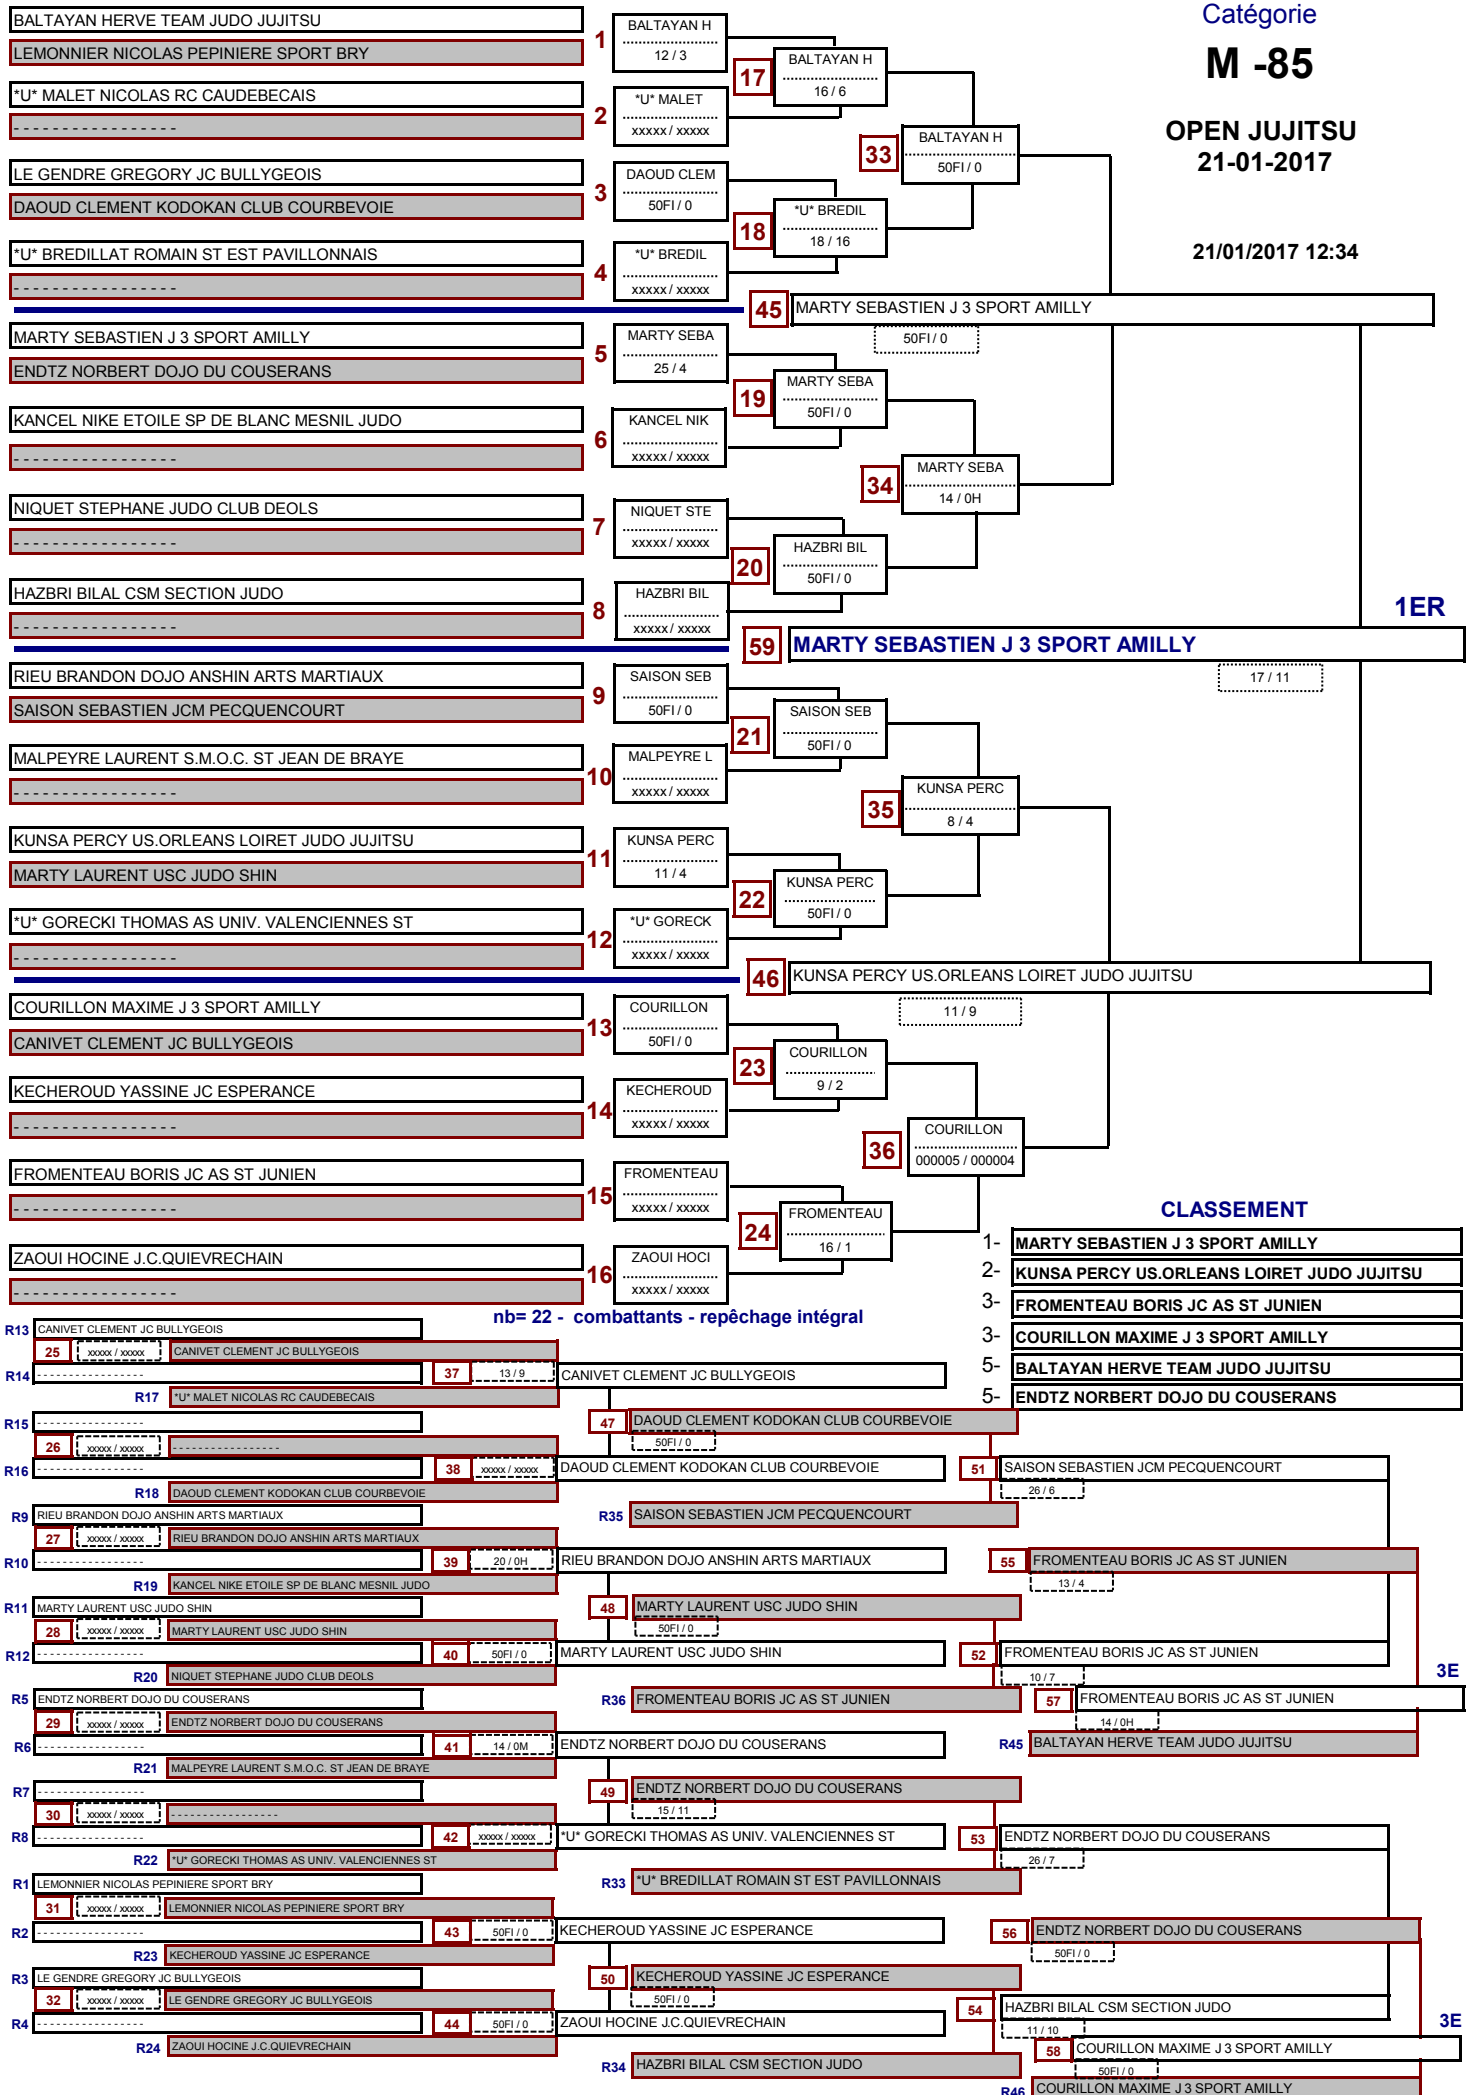 Catégorie
M -85
OPEN JUJITSU
21-01-2017
21/01/2017 12:34
BALTAYAN HERVE TEAM JUDO JUJITSU
LEMONNIER NICOLAS PEPINIERE SPORT BRY
1
BALTAYAN H
12 / 3
*U* MALET NICOLAS RC CAUDEBECAIS
- - - - - - - - - - - - - - - - -
2
*U* MALET
xxxxx / xxxxx
17
BALTAYAN H
16 / 6
LE GENDRE GREGORY JC BULLYGEOIS
DAOUD CLEMENT KODOKAN CLUB COURBEVOIE
3
DAOUD CLEM
50FI / 0
*U* BREDILLAT ROMAIN ST EST PAVILLONNAIS
- - - - - - - - - - - - - - - - -
4
*U* BREDIL
xxxxx / xxxxx
18
*U* BREDIL
18 / 16
33
BALTAYAN H
50FI / 0
45
MARTY SEBASTIEN J 3 SPORT AMILLY
50FI / 0
MARTY SEBASTIEN J 3 SPORT AMILLY
ENDTZ NORBERT DOJO DU COUSERANS
5
MARTY SEBA
25 / 4
KANCEL NIKE ETOILE SP DE BLANC MESNIL JUDO
- - - - - - - - - - - - - - - - -
6
KANCEL NIK
xxxxx / xxxxx
19
MARTY SEBA
50FI / 0
NIQUET STEPHANE JUDO CLUB DEOLS
- - - - - - - - - - - - - - - - -
7
NIQUET STE
xxxxx / xxxxx
HAZBRI BILAL CSM SECTION JUDO
- - - - - - - - - - - - - - - - -
8
HAZBRI BIL
xxxxx / xxxxx
20
HAZBRI BIL
50FI / 0
34
MARTY SEBA
14 / 0H
1ER
59
MARTY SEBASTIEN J 3 SPORT AMILLY
17 / 11
RIEU BRANDON DOJO ANSHIN ARTS MARTIAUX
SAISON SEBASTIEN JCM PECQUENCOURT
9
SAISON SEB
50FI / 0
MALPEYRE LAURENT S.M.O.C. ST JEAN DE BRAYE
- - - - - - - - - - - - - - - - -
10
MALPEYRE L
xxxxx / xxxxx
21
SAISON SEB
50FI / 0
KUNSA PERCY US.ORLEANS LOIRET JUDO JUJITSU
MARTY LAURENT USC JUDO SHIN
11
KUNSA PERC
11 / 4
*U* GORECKI THOMAS AS UNIV. VALENCIENNES ST
- - - - - - - - - - - - - - - - -
12
*U* GORECK
xxxxx / xxxxx
22
KUNSA PERC
50FI / 0
35
KUNSA PERC
8 / 4
46
KUNSA PERCY US.ORLEANS LOIRET JUDO JUJITSU
11 / 9
COURILLON MAXIME J 3 SPORT AMILLY
CANIVET CLEMENT JC BULLYGEOIS
13
COURILLON
50FI / 0
KECHEROUD YASSINE JC ESPERANCE
- - - - - - - - - - - - - - - - -
14
KECHEROUD
xxxxx / xxxxx
23
COURILLON
9 / 2
FROMENTEAU BORIS JC AS ST JUNIEN
- - - - - - - - - - - - - - - - -
15
FROMENTEAU
xxxxx / xxxxx
ZAOUI HOCINE J.C.QUIEVRECHAIN
- - - - - - - - - - - - - - - - -
16
ZAOUI HOCI
xxxxx / xxxxx
24
FROMENTEAU
16 / 1
36
COURILLON
000005 / 000004
CLASSEMENT
1- MARTY SEBASTIEN J 3 SPORT AMILLY
2- KUNSA PERCY US.ORLEANS LOIRET JUDO JUJITSU
3- FROMENTEAU BORIS JC AS ST JUNIEN
3- COURILLON MAXIME J 3 SPORT AMILLY
5- BALTAYAN HERVE TEAM JUDO JUJITSU
5- ENDTZ NORBERT DOJO DU COUSERANS
nb= 22 - combattants - repêchage intégral
R13 CANIVET CLEMENT JC BULLYGEOIS
25 xxxxx / xxxxx CANIVET CLEMENT JC BULLYGEOIS
R14 - - - - - - - - - - - - - - - - -
37 13 / 9 CANIVET CLEMENT JC BULLYGEOIS
R17 *U* MALET NICOLAS RC CAUDEBECAIS
R15 - - - - - - - - - - - - - - - - -
47 DAOUD CLEMENT KODOKAN CLUB COURBEVOIE
50FI / 0
26 xxxxx / xxxxx - - - - - - - - - - - - - - - - -
R16 - - - - - - - - - - - - - - - - -
38 xxxxx / xxxxx DAOUD CLEMENT KODOKAN CLUB COURBEVOIE
51 SAISON SEBASTIEN JCM PECQUENCOURT
26 / 6
R18 DAOUD CLEMENT KODOKAN CLUB COURBEVOIE
R9 RIEU BRANDON DOJO ANSHIN ARTS MARTIAUX
R35 SAISON SEBASTIEN JCM PECQUENCOURT
27 xxxxx / xxxxx RIEU BRANDON DOJO ANSHIN ARTS MARTIAUX
R10 - - - - - - - - - - - - - - - - -
39 20 / 0H RIEU BRANDON DOJO ANSHIN ARTS MARTIAUX
55 FROMENTEAU BORIS JC AS ST JUNIEN
13 / 4
R19 KANCEL NIKE ETOILE SP DE BLANC MESNIL JUDO
R11 MARTY LAURENT USC JUDO SHIN
48 MARTY LAURENT USC JUDO SHIN
50FI / 0
28 xxxxx / xxxxx MARTY LAURENT USC JUDO SHIN
R12 - - - - - - - - - - - - - - - - -
40 50FI / 0 MARTY LAURENT USC JUDO SHIN
52 FROMENTEAU BORIS JC AS ST JUNIEN
10 / 7
R20 NIQUET STEPHANE JUDO CLUB DEOLS
3E
R5 ENDTZ NORBERT DOJO DU COUSERANS
R36 FROMENTEAU BORIS JC AS ST JUNIEN
57 FROMENTEAU BORIS JC AS ST JUNIEN
14 / 0H
29 xxxxx / xxxxx ENDTZ NORBERT DOJO DU COUSERANS
R6 - - - - - - - - - - - - - - - - -
41 14 / 0M ENDTZ NORBERT DOJO DU COUSERANS
R45 BALTAYAN HERVE TEAM JUDO JUJITSU
R21 MALPEYRE LAURENT S.M.O.C. ST JEAN DE BRAYE
R7 - - - - - - - - - - - - - - - - -
49 ENDTZ NORBERT DOJO DU COUSERANS
15 / 11
30 xxxxx / xxxxx - - - - - - - - - - - - - - - - -
R8 - - - - - - - - - - - - - - - - -
42 xxxxx / xxxxx *U* GORECKI THOMAS AS UNIV. VALENCIENNES ST
53 ENDTZ NORBERT DOJO DU COUSERANS
26 / 7
R22 *U* GORECKI THOMAS AS UNIV. VALENCIENNES ST
R1 LEMONNIER NICOLAS PEPINIERE SPORT BRY
R33 *U* BREDILLAT ROMAIN ST EST PAVILLONNAIS
31 xxxxx / xxxxx LEMONNIER NICOLAS PEPINIERE SPORT BRY
R2 - - - - - - - - - - - - - - - - -
43 50FI / 0 KECHEROUD YASSINE JC ESPERANCE
56 ENDTZ NORBERT DOJO DU COUSERANS
50FI / 0
R23 KECHEROUD YASSINE JC ESPERANCE
R3 LE GENDRE GREGORY JC BULLYGEOIS
50 KECHEROUD YASSINE JC ESPERANCE
50FI / 0
32 xxxxx / xxxxx LE GENDRE GREGORY JC BULLYGEOIS
R4 - - - - - - - - - - - - - - - - -
44 50FI / 0 ZAOUI HOCINE J.C.QUIEVRECHAIN
54 HAZBRI BILAL CSM SECTION JUDO
11 / 10
3E
R24 ZAOUI HOCINE J.C.QUIEVRECHAIN
58 COURILLON MAXIME J 3 SPORT AMILLY
50FI / 0
R34 HAZBRI BILAL CSM SECTION JUDO
R46 COURILLON MAXIME J 3 SPORT AMILLY